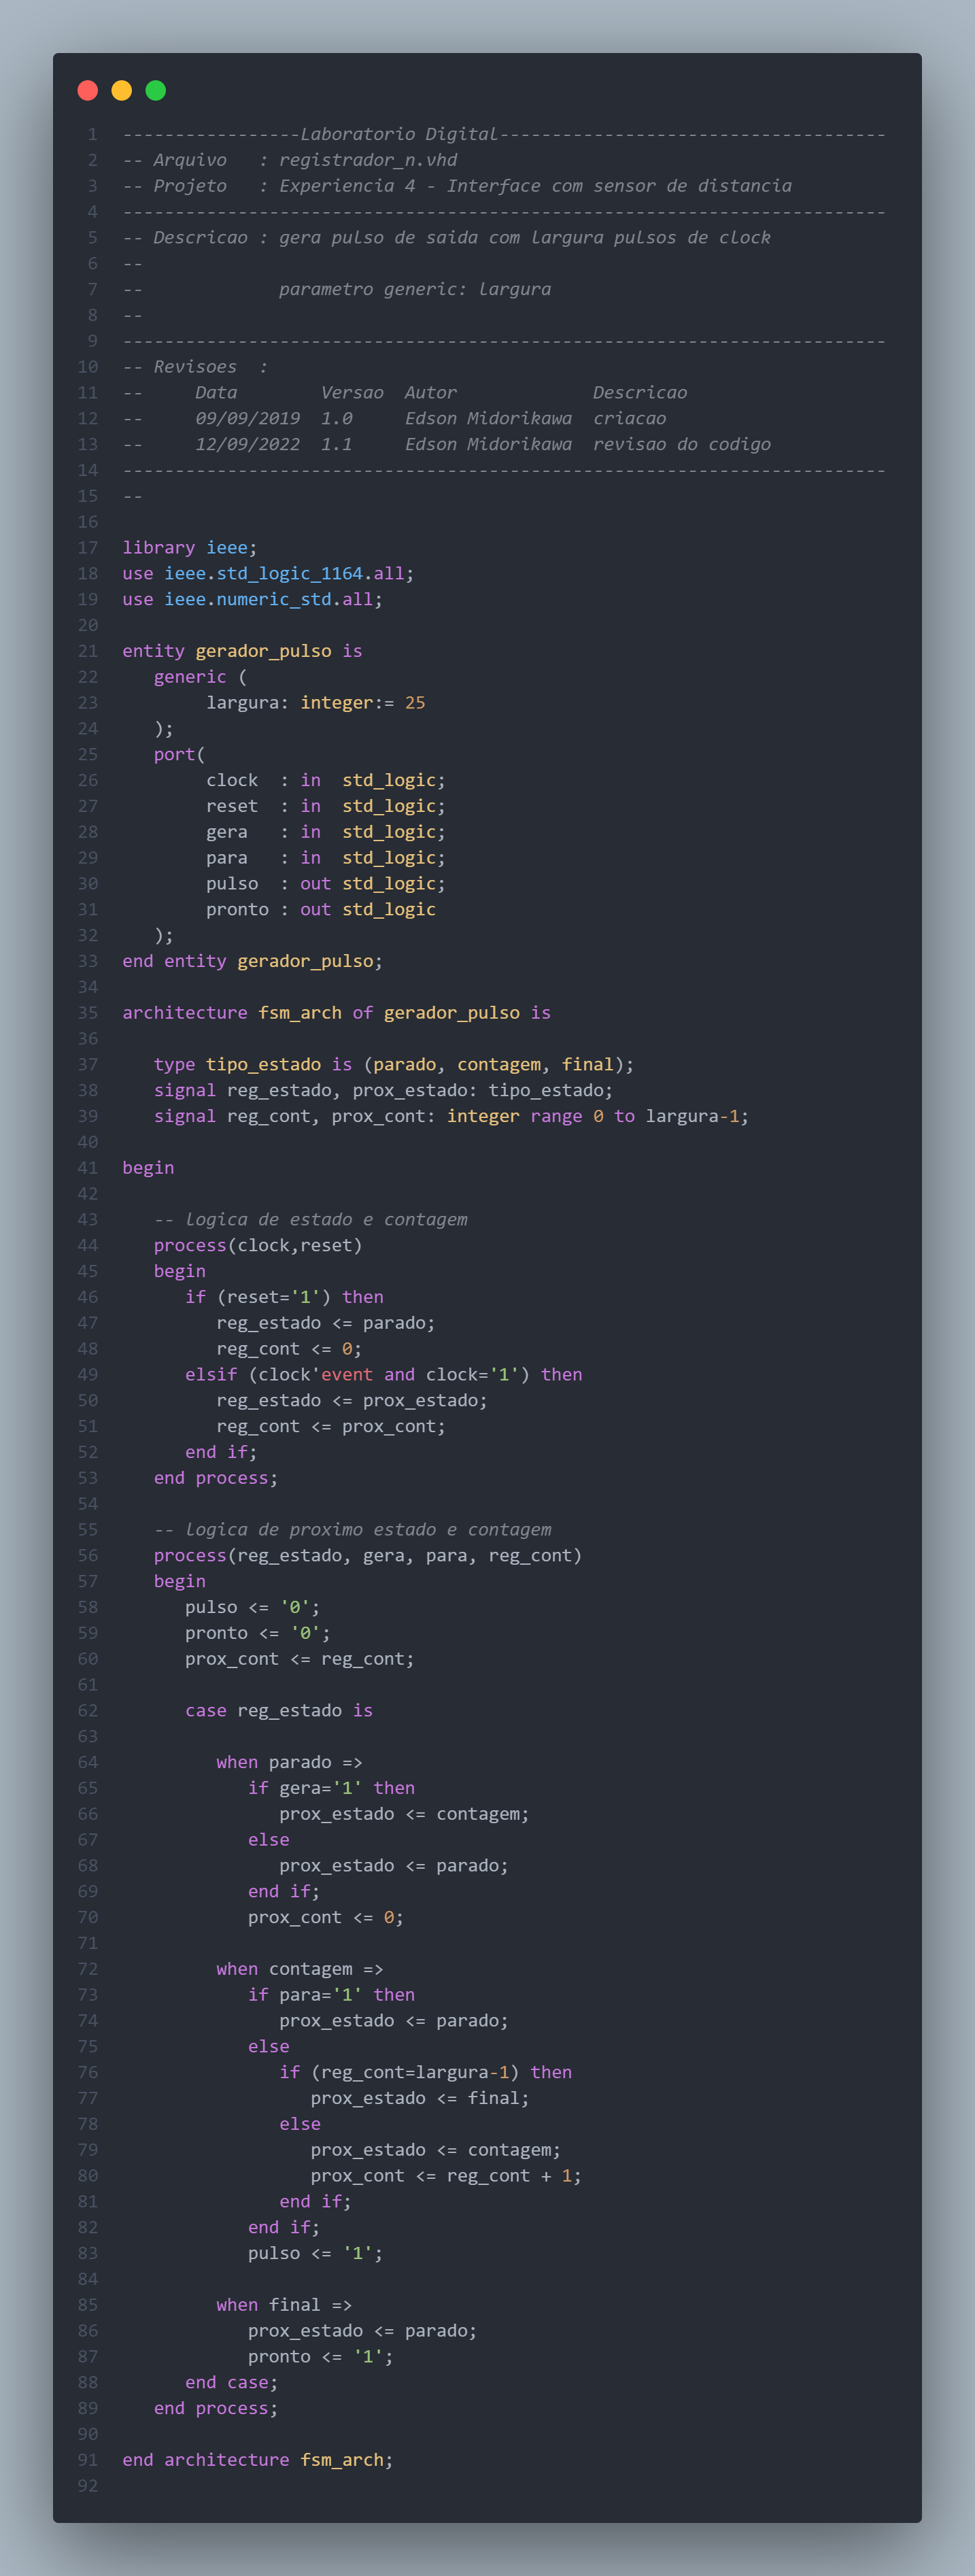 1 -----------------Laboratorio Digital-------------------------------------
2 -- Arquivo   : registrador_n.vhd
3 -- Projeto   : Experiencia 4 - Interface com sensor de distancia
4 -------------------------------------------------------------------------
5 -- Descricao : gera pulso de saida com largura pulsos de clock
6 --
7 --             parametro generic: largura
8 --
9 -------------------------------------------------------------------------
10 -- Revisoes  :
11 --     Data        Versao  Autor             Descricao
12 --     09/09/2019  1.0     Edson Midorikawa  criacao
13 --     12/09/2022  1.1     Edson Midorikawa  revisao do codigo
14 -------------------------------------------------------------------------
15 --
16
17 library ieee;
18 use ieee.std_logic_1164.all;
19 use ieee.numeric_std.all;
20
21 entity gerador_pulso is
22    generic (
23         largura: integer:= 25
24    );
25    port(
26         clock  : in  std_logic;
27         reset  : in  std_logic;
28         gera   : in  std_logic;
29         para   : in  std_logic;
30         pulso  : out std_logic;
31         pronto : out std_logic
32    );
33 end entity gerador_pulso;
34
35 architecture fsm_arch of gerador_pulso is
36
37    type tipo_estado is (parado, contagem, final);
38    signal reg_estado, prox_estado: tipo_estado;
39    signal reg_cont, prox_cont: integer range 0 to largura-1;
40
41 begin
42
43    -- logica de estado e contagem
44    process(clock,reset)
45    begin
46       if (reset='1') then
47          reg_estado <= parado;
48          reg_cont <= 0;
49       elsif (clock'event and clock='1') then
50          reg_estado <= prox_estado;
51          reg_cont <= prox_cont;
52       end if;
53    end process;
54
55    -- logica de proximo estado e contagem
56    process(reg_estado, gera, para, reg_cont)
57    begin
58       pulso <= '0';
59       pronto <= '0';
60       prox_cont <= reg_cont;
61
62       case reg_estado is
63
64          when parado =>
65             if gera='1' then
66                prox_estado <= contagem;
67             else
68                prox_estado <= parado;
69             end if;
70             prox_cont <= 0;
71
72          when contagem =>
73             if para='1' then
74                prox_estado <= parado;
75             else
76                if (reg_cont=largura-1) then
77                   prox_estado <= final;
78                else
79                   prox_estado <= contagem;
80                   prox_cont <= reg_cont + 1;
81                end if;
82             end if;
83             pulso <= '1';
84
85          when final =>
86             prox_estado <= parado;
87             pronto <= '1';
88       end case;
89    end process;
90
91 end architecture fsm_arch;
92